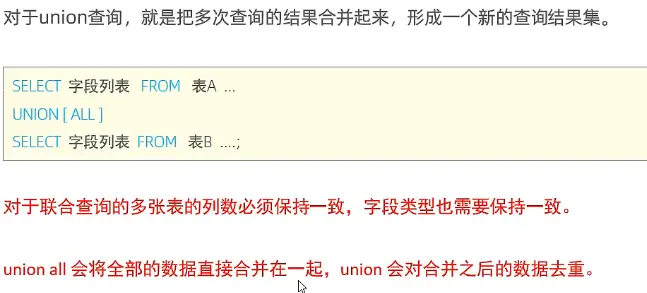 对于union查询，就是把多次查询的结果合并起来，形成一个新的查询结果集。
SELECT 字段列表 FROM 表A ...
UNION [ ALL ]
SELECT 字段列表 FROM 表B ....;
对于联合查询的多张表的列数必须保持一致，字段类型也需要保持一致。
union all 会将全部的数据直接合并在一起，union 会对合并之后的数据去重。